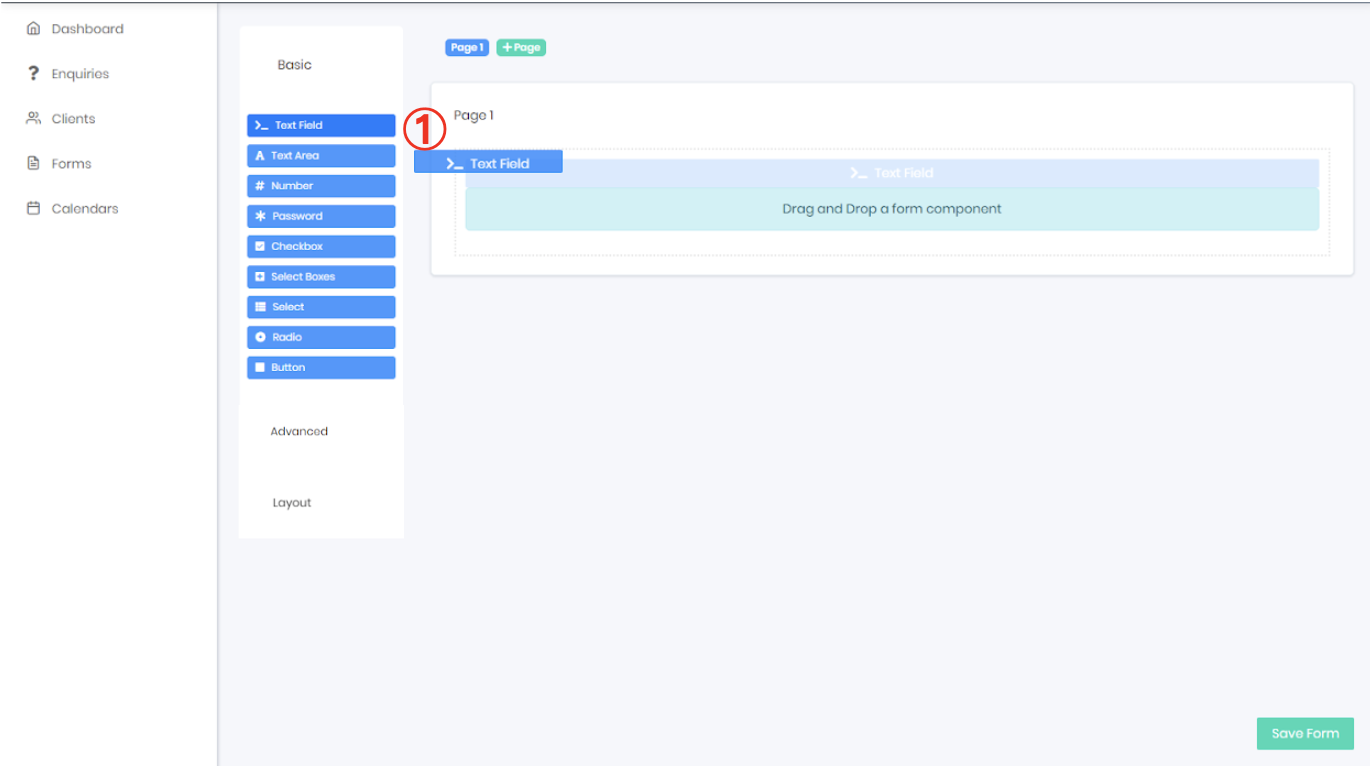 Dashboard
Enquiries
Clients
Forms
Calendars
Basic
Text Field
Text Area
Number
Password
Checkbox
Select Boxes
Select
Radio
Button
Advanced
Layout
Page 1
+ Page
①
Page 1
>_ Text Field
>_ Text Field
Drag and Drop a form component
Save Form